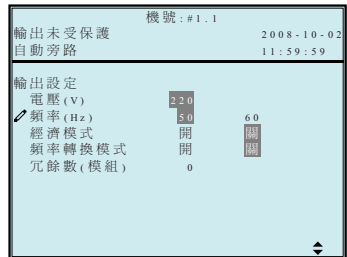 機號:#1.1
輸出未受保護 2008-10-02
自動旁路 11:59:59
輸出設定
電壓(V) 220
頻率(Hz) 50 60
經濟模式 開 關
頻率轉換模式 開 關
冗餘數(模組) 0